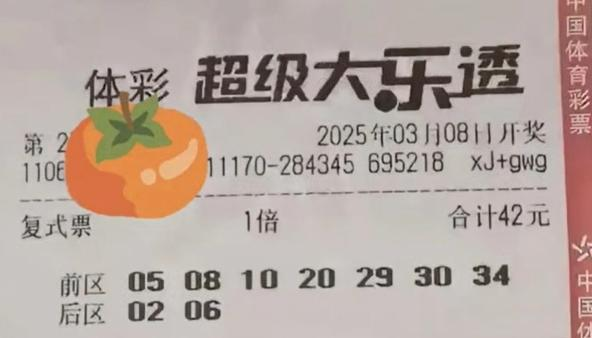 体彩 超级大乐透
第2 2025年03月08日开奖
1106 11170-284345 695218 xJ+gwg
复式票 1倍 合计42元
前区 05 08 10 20 29 30 34
后区 02 06
中国体育彩票
中国体